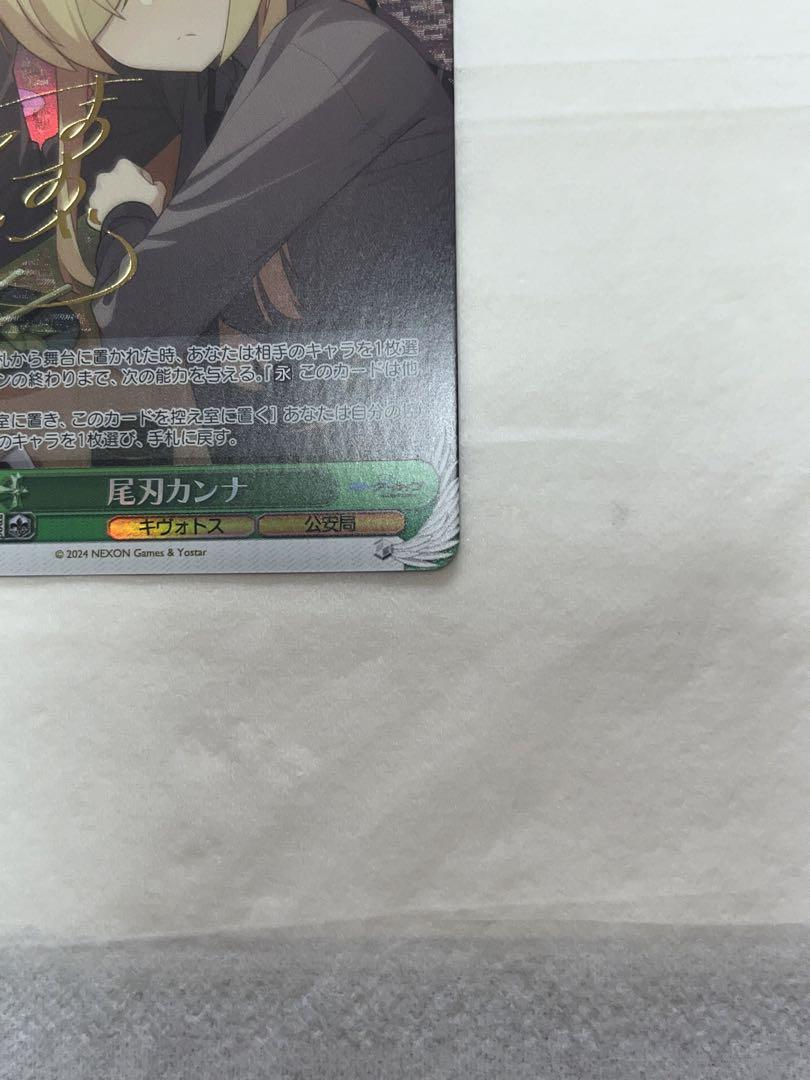 札から舞台に置かれた時、あなたは相手のキャラを1枚選
ンの終わりまで、次の能力を与える。『永 このカードは他
室に置き、このカードを控え室に置く］ あなたは自分の
のキャラを1枚選び、手札に戻す。
尾刃カンナ
キヴォトス 公安局
© 2024 NEXON Games & Yostar